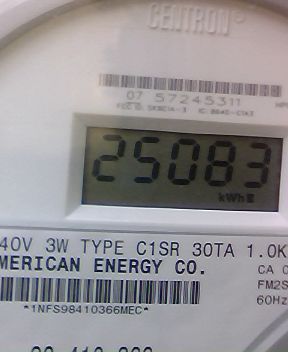 CENTRON®
07 57245311
25083
kWh
40V 3W TYPE C1SR 30TA 1.0K
MERICAN ENERGY CO.
CA 0
FM2S
60Hz
*1NFS98410366MEC*